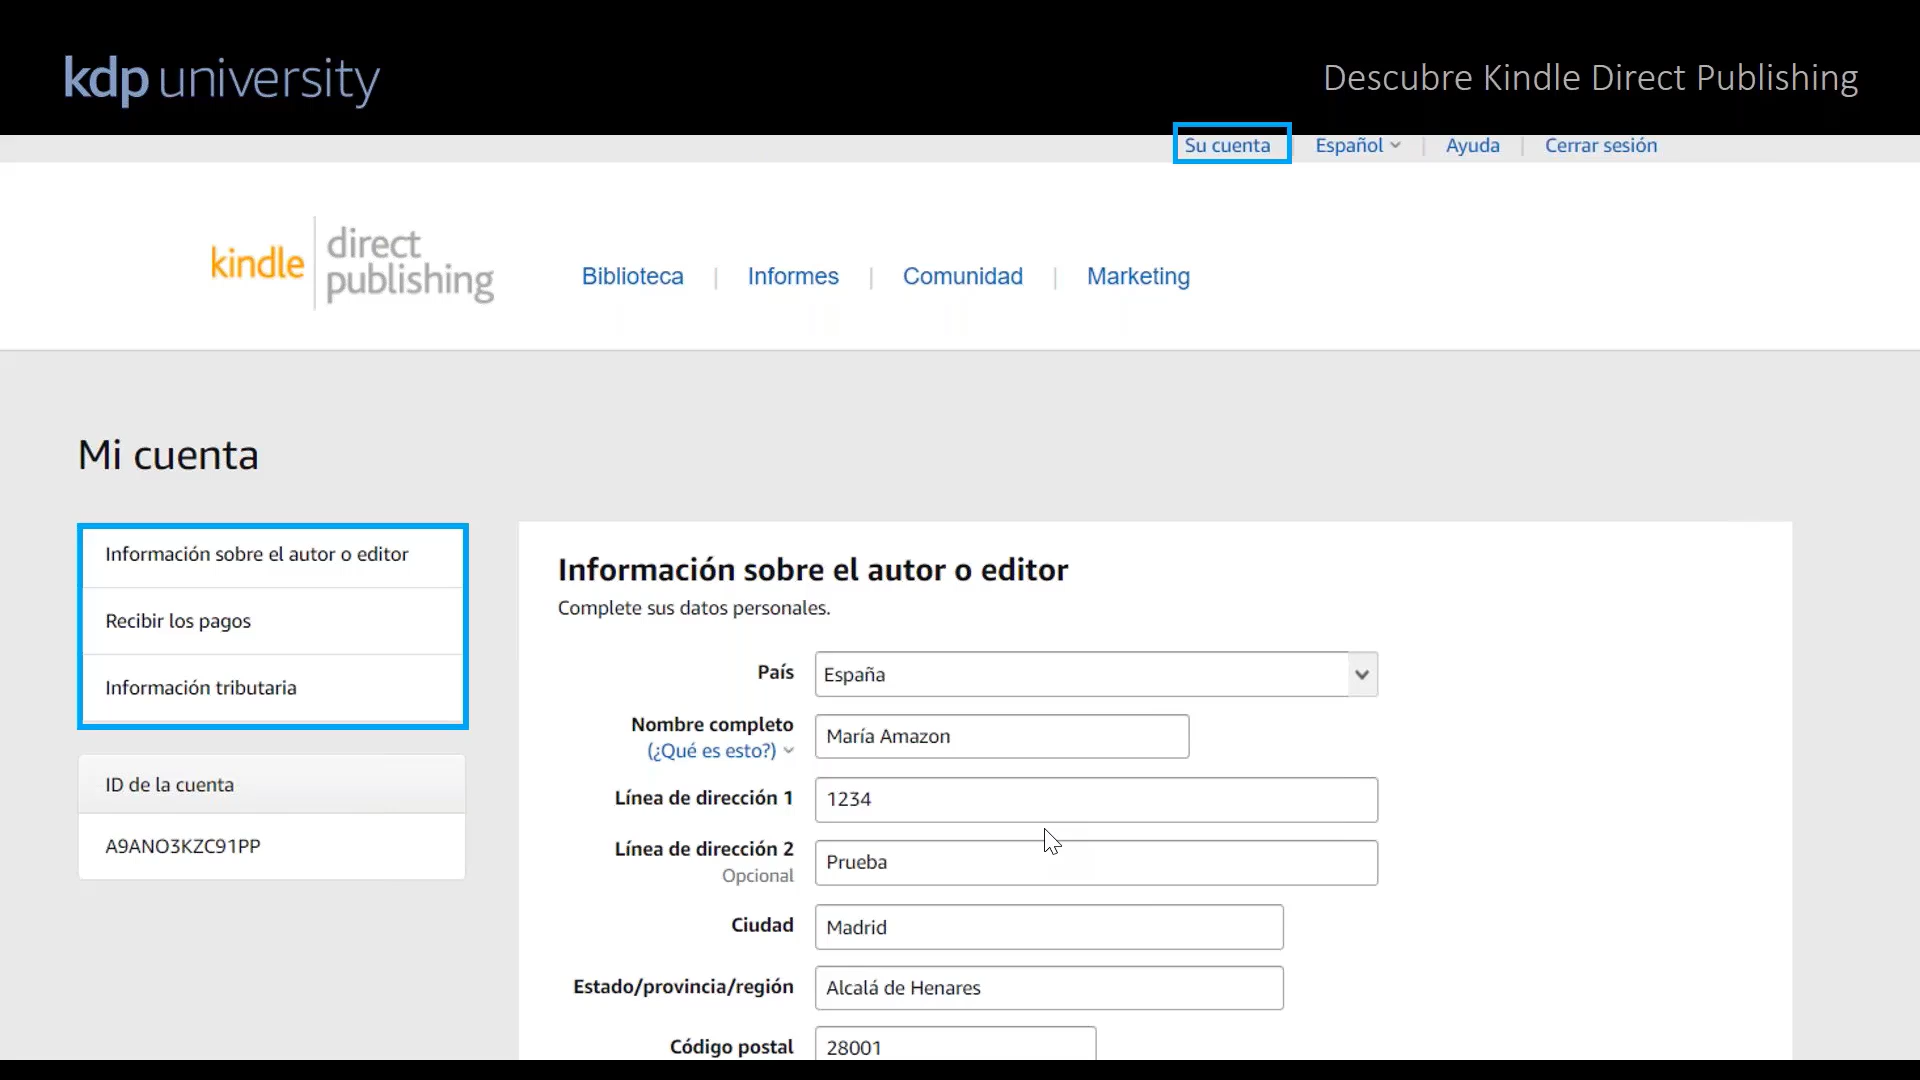 kdp university
Descubre Kindle Direct Publishing
Su cuenta
Español
Ayuda
Cerrar sesión
kindle direct publishing
Biblioteca
Informes
Comunidad
Marketing
Mi cuenta
Información sobre el autor o editor
Recibir los pagos
Información tributaria
ID de la cuenta
A9ANO3KZC91PP
Información sobre el autor o editor
Complete sus datos personales.
País España
Nombre completo María Amazon
(¿Qué es esto?)
Línea de dirección 1 1234
Línea de dirección 2 Prueba
Opcional
Ciudad Madrid
Estado/provincia/región Alcalá de Henares
Código postal 28001